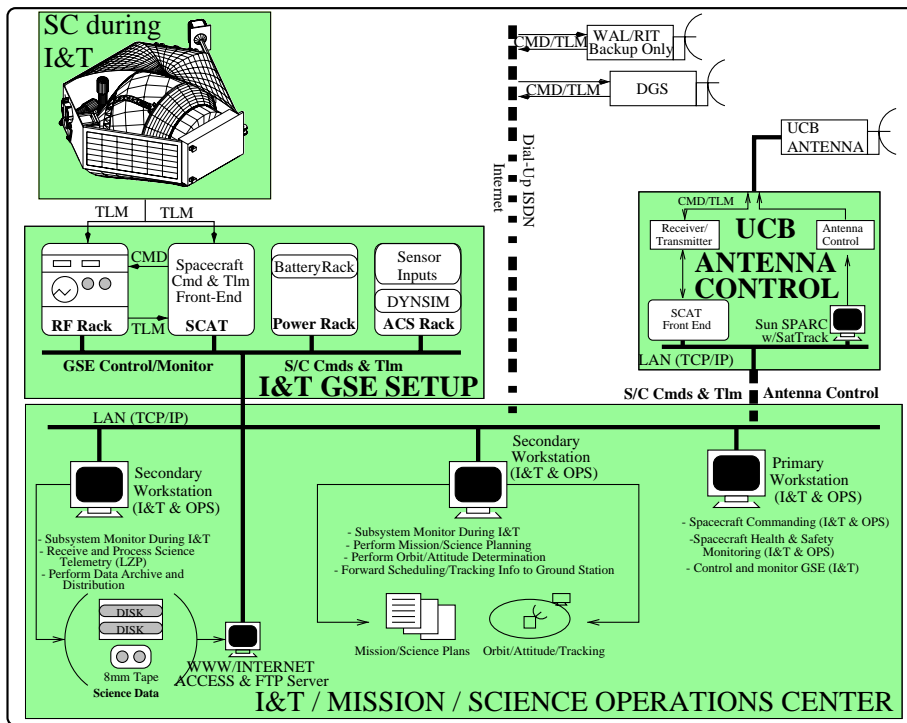 SC during
I&T
WAL/RIT
Backup Only
CMD/TLM
DGS
CMD/TLM
Dial-Up ISDN
Internet
UCB
ANTENNA
TLM
TLM
CMD/TLM
Receiver/
Transmitter
UCB
ANTENNA
CONTROL
Antenna
Control
SCAT
Front End
Sun SPARC
w/SatTrack
LAN (TCP/IP)
RF Rack
CMD
TLM
Spacecraft
Cmd & Tlm
Front-End
SCAT
BatteryRack
Power Rack
Sensor
Inputs
DYNSIM
ACS Rack
GSE Control/Monitor
S/C Cmds & Tlm
I&T GSE SETUP
S/C Cmds & Tlm
Antenna Control
LAN (TCP/IP)
Secondary
Workstation
(I&T & OPS)
- Subsystem Monitor During I&T
- Receive and Process Science
Telemetry (LZP)
- Perform Data Archive and
Distribution
DISK
DISK
8mm Tape
Science Data
WWW/INTERNET
ACCESS & FTP Server
Secondary
Workstation
(I&T & OPS)
- Subsystem Monitor During I&T
- Perform Mission/Science Planning
- Perform Orbit/Attitude Determination
- Forward Scheduling/Tracking Info to Ground Station
Mission/Science Plans
Orbit/Attitude/Tracking
Primary
Workstation
(I&T & OPS)
- Spacecraft Commanding (I&T & OPS)
-Spacecraft Health & Safety
Monitoring (I&T & OPS)
- Control and monitor GSE (I&T)
I&T / MISSION / SCIENCE OPERATIONS CENTER